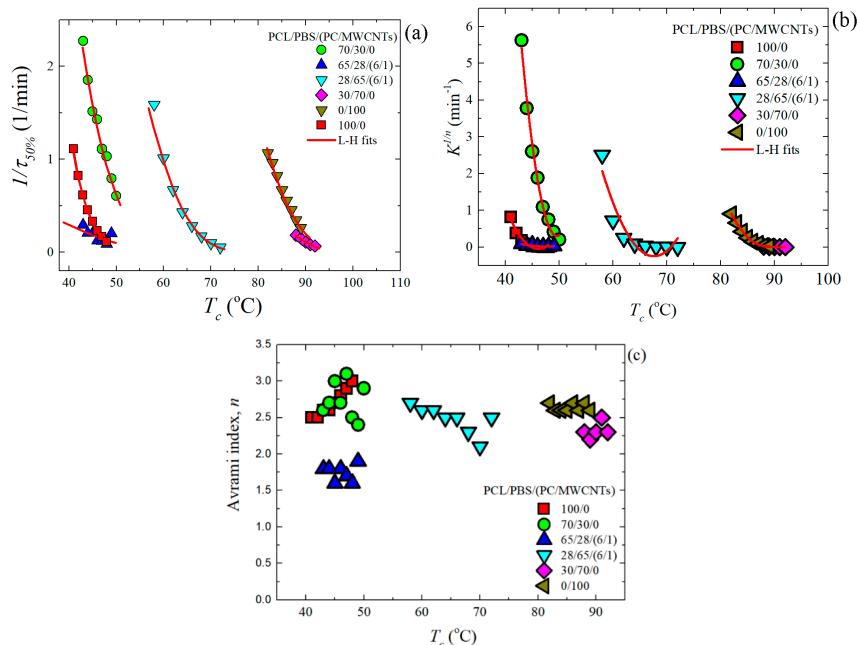 (a)
PCL/PBS/(PC/MWCNTs)
70/30/0
65/28/(6/1)
28/65/(6/1)
30/70/0
0/100
100/0
L-H fits
1/τ50% (1/min)
2
1
0
40 50 60 70 80 90 100 110
Tc (°C)
(b)
PCL/PBS/(PC/MWCNTs)
100/0
70/30/0
65/28/(6/1)
28/65/(6/1)
30/70/0
0/100
L-H fits
K1/n (min-1)
6
5
4
3
2
1
0
40 50 60 70 80 90 100
Tc (°C)
(c)
Avrami index, n
3.5
3.0
2.5
2.0
1.5
1.0
0.5
0.0
PCL/PBS/(PC/MWCNTs)
100/0
70/30/0
65/28/(6/1)
28/65/(6/1)
30/70/0
0/100
40 50 60 70 80 90
Tc (°C)